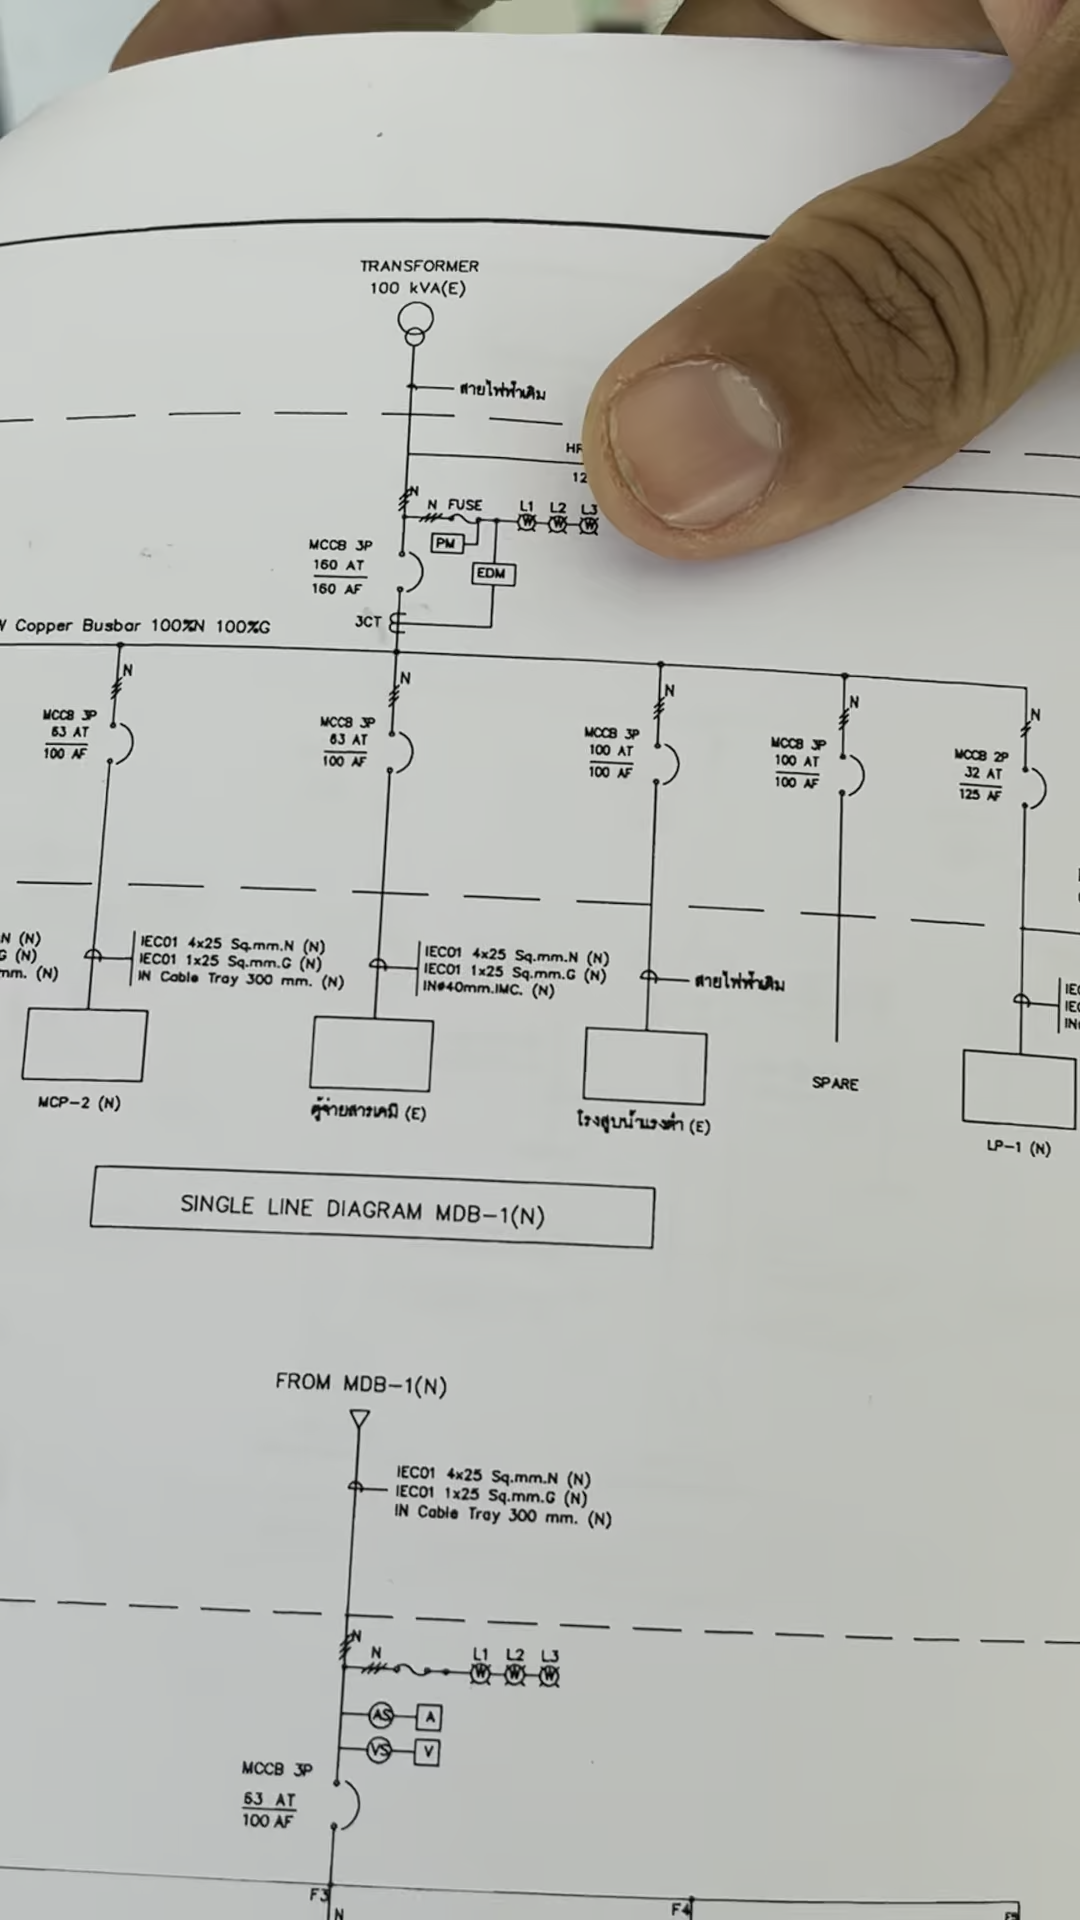 TRANSFORMER
100 kVA(E)
สายไฟฟ้าเดิม
N
N FUSE
L1 L2 L3
W W W
PM
EDM
MCCB 3P
160 AT
160 AF
3CT
Copper Busbar 100%N 100%G
N
MCCB 3P
63 AT
100 AF
N
MCCB 3P
63 AT
100 AF
N
MCCB 3P
100 AT
100 AF
N
MCCB 3P
100 AT
100 AF
N
MCCB 2P
32 AT
125 AF
N (N)
(N)
mm. (N)
IEC01 4x25 Sq.mm.N (N)
IEC01 1x25 Sq.mm.G (N)
IN Cable Tray 300 mm. (N)
IEC01 4x25 Sq.mm.N (N)
IEC01 1x25 Sq.mm.G (N)
INø40mm.IMC. (N)
สายไฟฟ้าเดิม
MCP-2 (N)
ตู้จ่ายสารเคมี (E)
โรงสูบน้ำแรงต่ำ (E)
SPARE
LP-1 (N)
SINGLE LINE DIAGRAM MDB-1(N)
FROM MDB-1(N)
IEC01 4x25 Sq.mm.N (N)
IEC01 1x25 Sq.mm.G (N)
IN Cable Tray 300 mm. (N)
N
N
L1 L2 L3
W W W
AS A
VS V
MCCB 3P
63 AT
100 AF
F3
N
F4